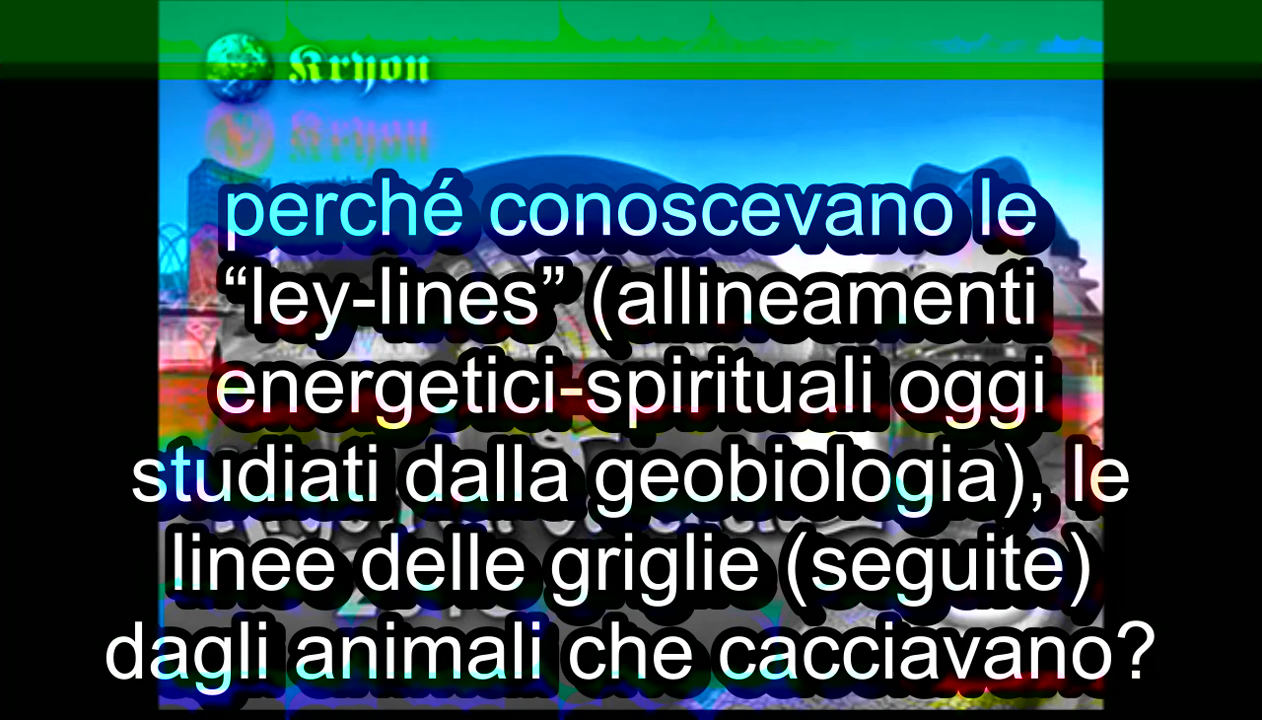 Kryon
Kryon
perché conoscevano le
“ley-lines” (allineamenti
energetici-spirituali oggi
studiati dalla geobiologia), le
linee delle griglie (seguite)
dagli animali che cacciavano?